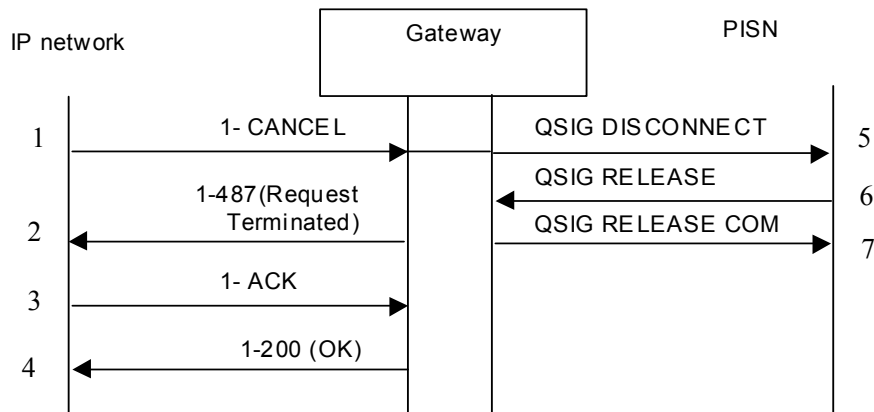 IP network
Gateway
PISN
1
1- CANCEL
QSIG DISCONNECT
5
QSIG RELEASE
6
1-487(Request
Terminated)
2
QSIG RELEASE COM
7
1- ACK
3
1-200 (OK)
4